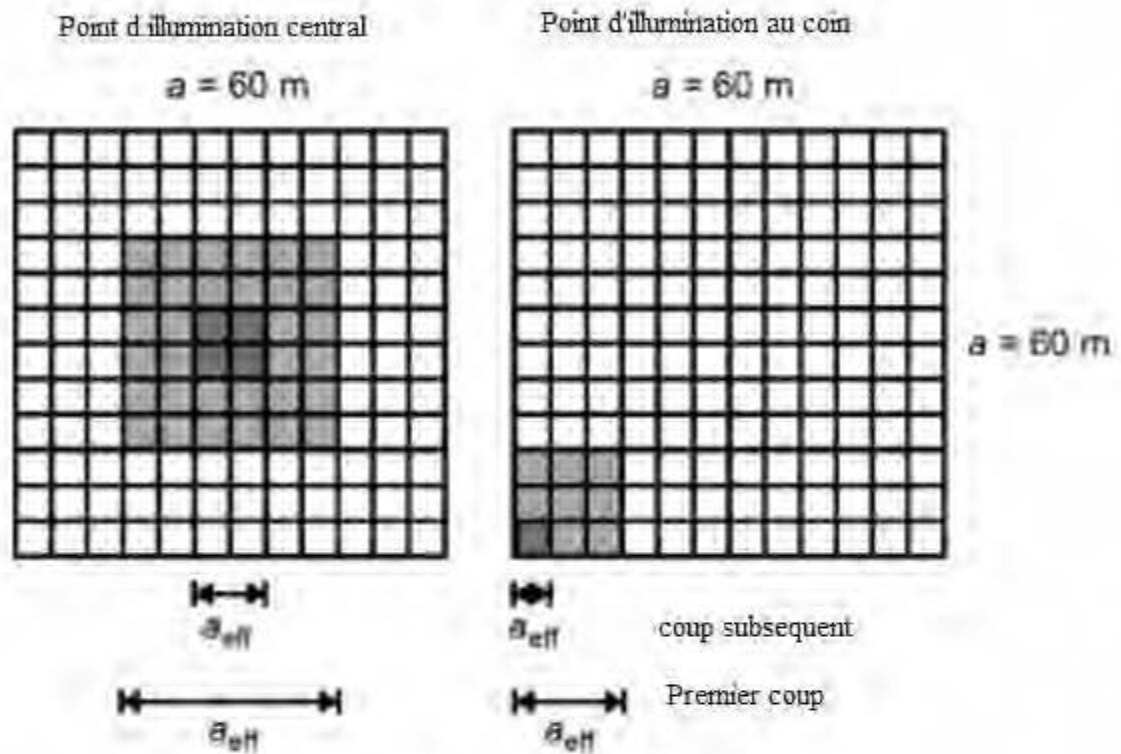 Point d'illumination central
Point d'illumination au coin
a = 60 m
a = 60 m
a = 60 m
aeff
aeff
coup subsequent
aeff
aeff
Premier coup